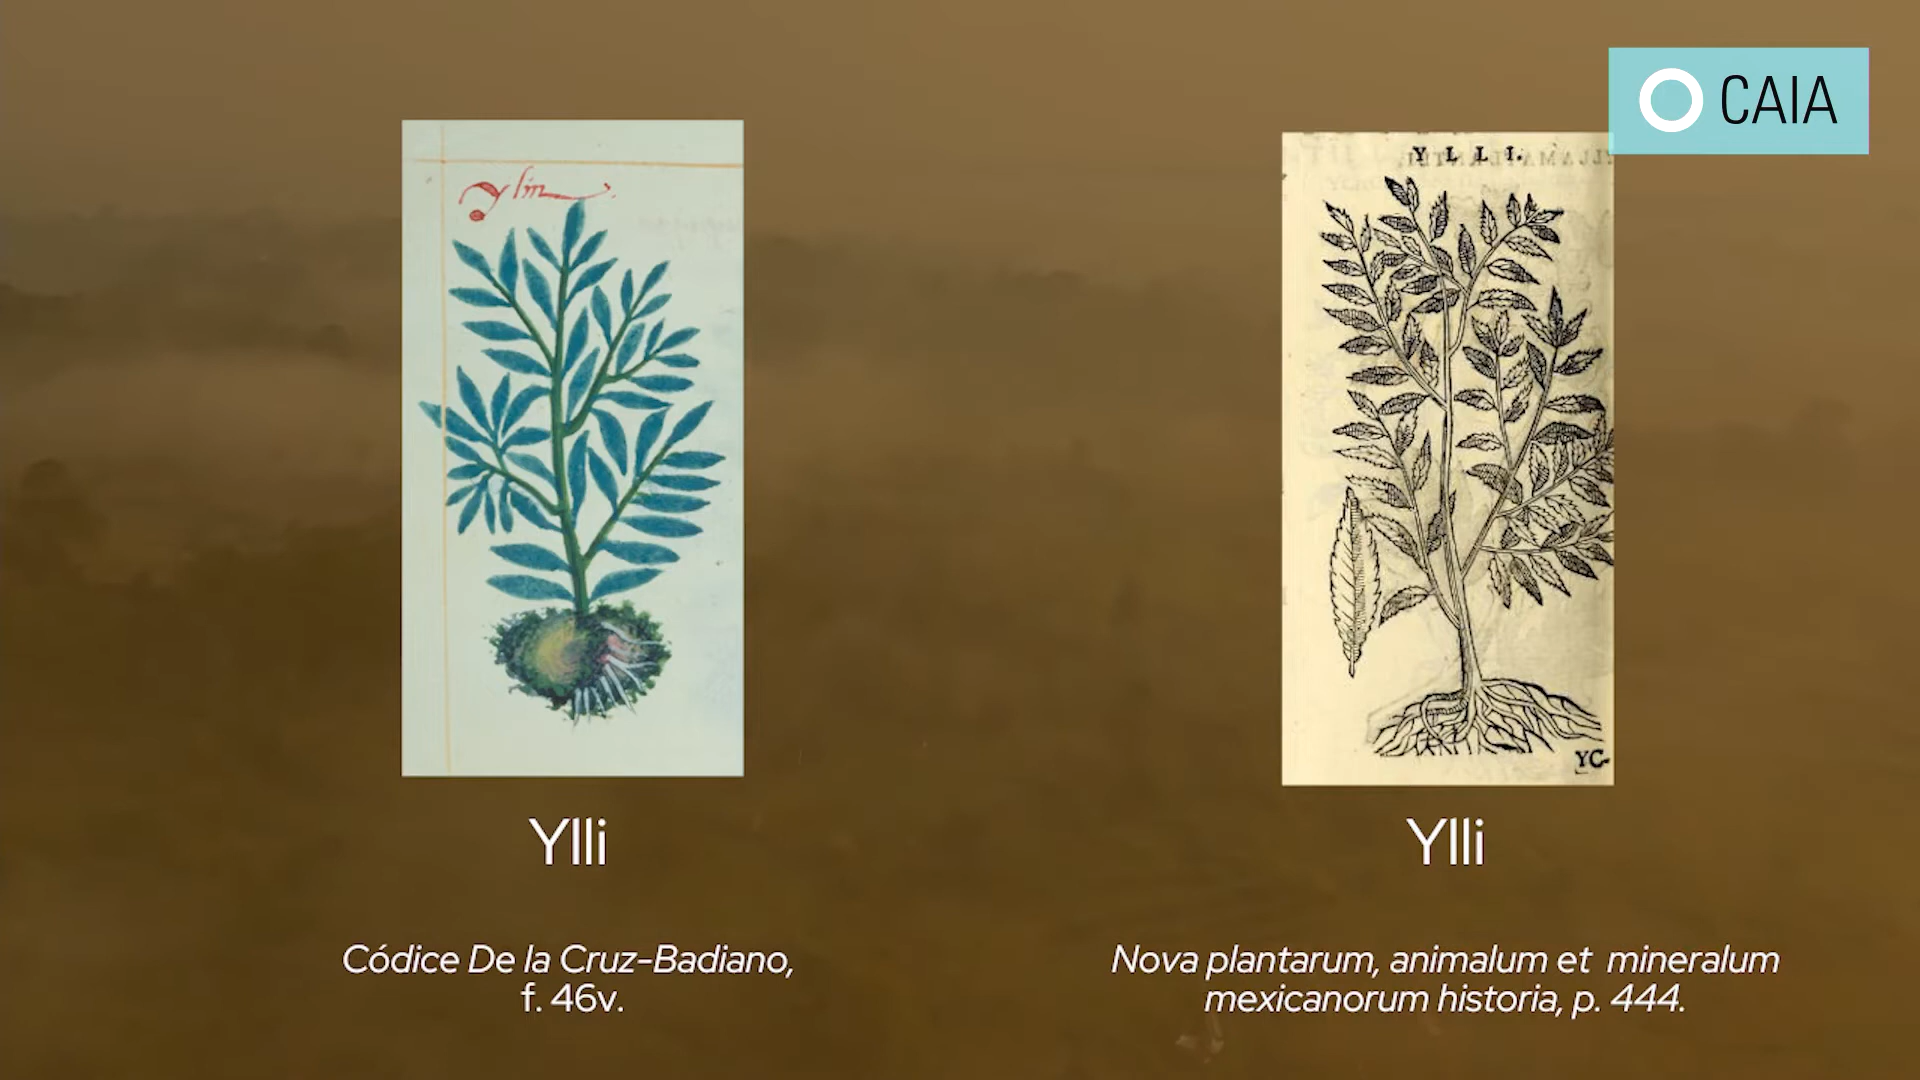 CAIA
Ylin
YLLI.
YC
Ylli
Ylli
Códice De la Cruz-Badiano,
f. 46v.
Nova plantarum, animalum et mineralum
mexicanorum historia, p. 444.